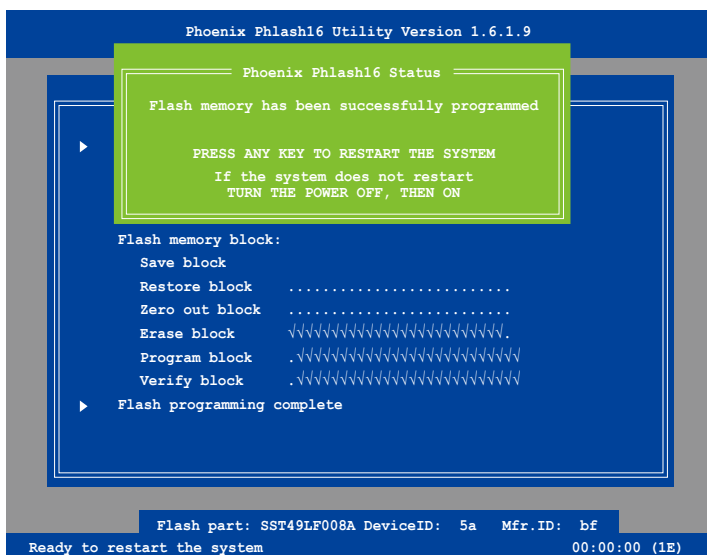 Phoenix Phlash16 Utility Version 1.6.1.9
Phoenix Phlash16 Status
Flash memory has been successfully programmed
PRESS ANY KEY TO RESTART THE SYSTEM
If the system does not restart
TURN THE POWER OFF, THEN ON
Flash memory block:
Save block
Restore block ..........................
Zero out block ..........................
Erase block √√√√√√√√√√√√√√√√√√√√√√√√√.
Program block .√√√√√√√√√√√√√√√√√√√√√√√√√√
Verify block .√√√√√√√√√√√√√√√√√√√√√√√√√√
Flash programming complete
Flash part: SST49LF008A DeviceID: 5a Mfr.ID: bf
Ready to restart the system 00:00:00 (1E)